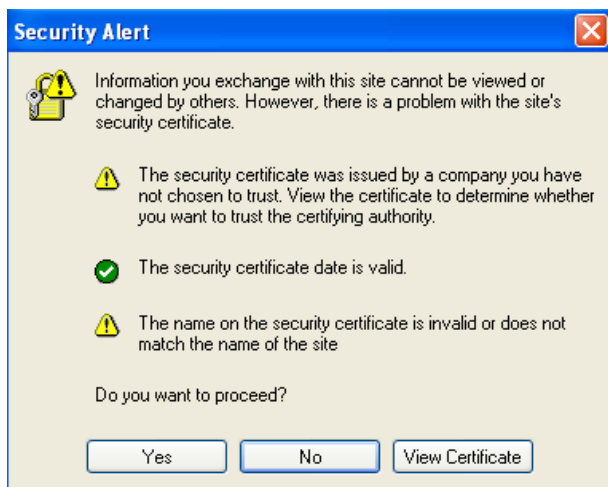 Security Alert
Information you exchange with this site cannot be viewed or
changed by others. However, there is a problem with the site's
security certificate.
The security certificate was issued by a company you have
not chosen to trust. View the certificate to determine whether
you want to trust the certifying authority.
The security certificate date is valid.
The name on the security certificate is invalid or does not
match the name of the site
Do you want to proceed?
Yes No View Certificate